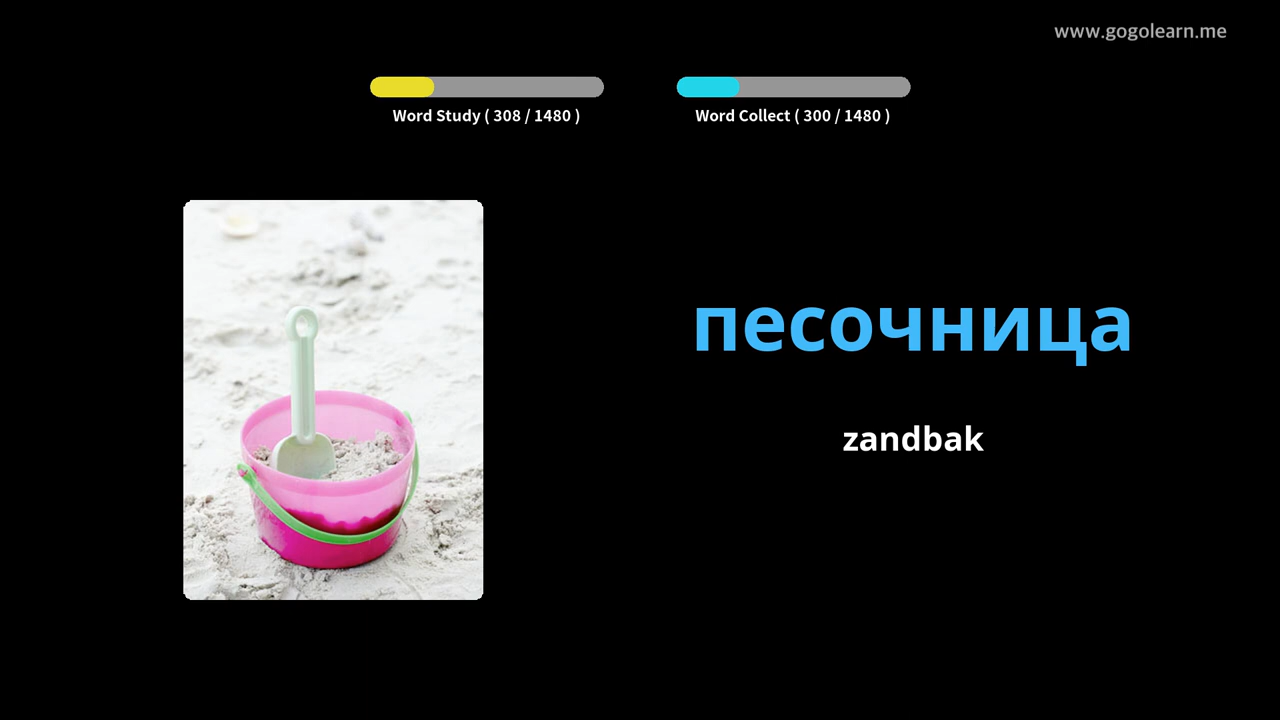 www.gogolearn.me
Word Study ( 308 / 1480 )
Word Collect ( 300 / 1480 )
песочница
zandbak